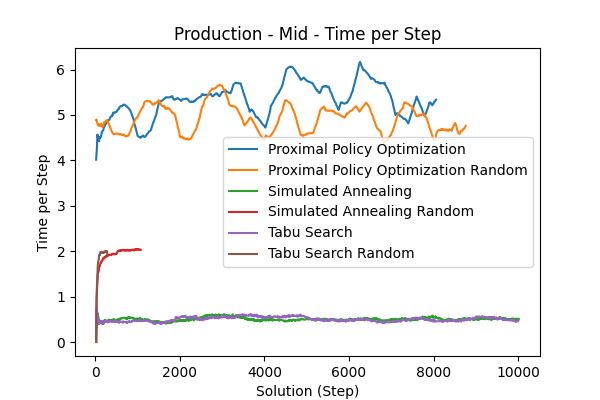 Production - Mid - Time per Step
Time per Step
6
5
4
3
2
1
0
Proximal Policy Optimization
Proximal Policy Optimization Random
Simulated Annealing
Simulated Annealing Random
Tabu Search
Tabu Search Random
0 2000 4000 6000 8000 10000
Solution (Step)